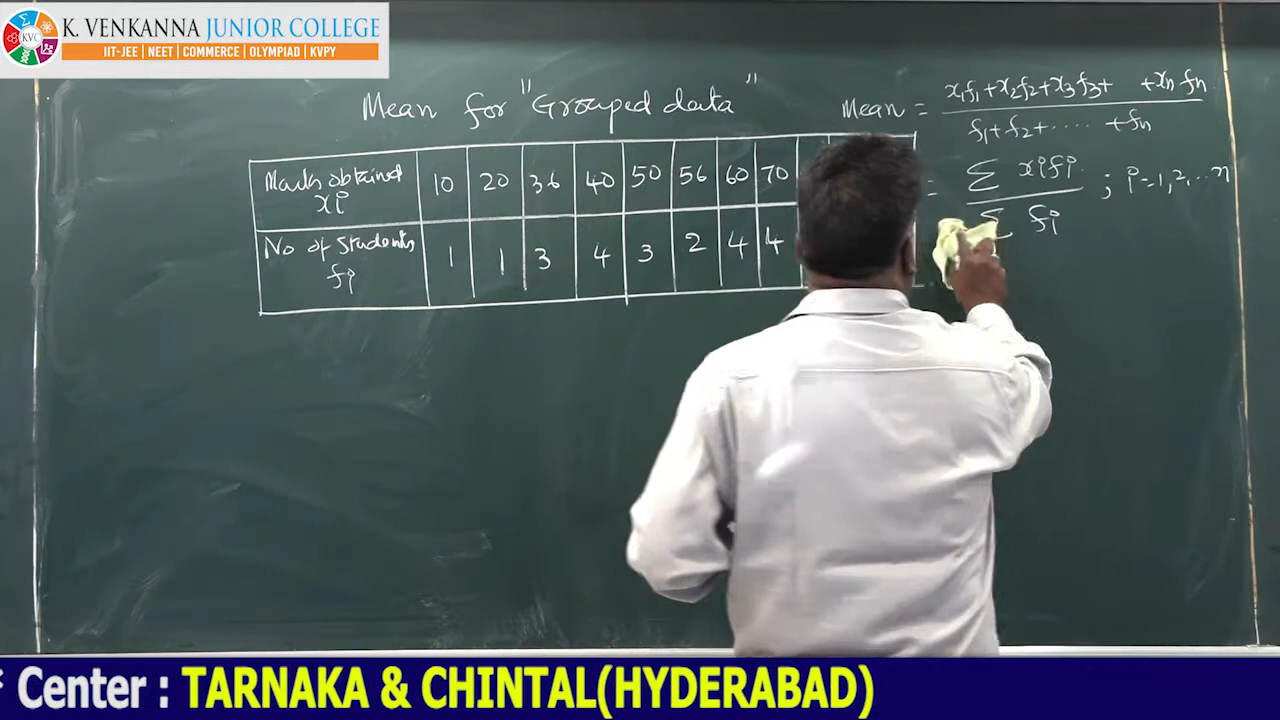 K. VENKANNA JUNIOR COLLEGE
KVC
IIT-JEE | NEET | COMMERCE | OLYMPIAD | KVPY
Mean for "Grouped data"
Mean = x₁f₁+x₂f₂+x₃f₃+ +xn fn
f₁+f₂+.... +fn
= Σ xifi ; i=1,2,...n
Σ fi
Marks obtained xi 10 20 36 40 50 56 60 70
No of Students fi 1 1 3 4 3 2 4 4
* Center : TARNAKA & CHINTAL(HYDERABAD)